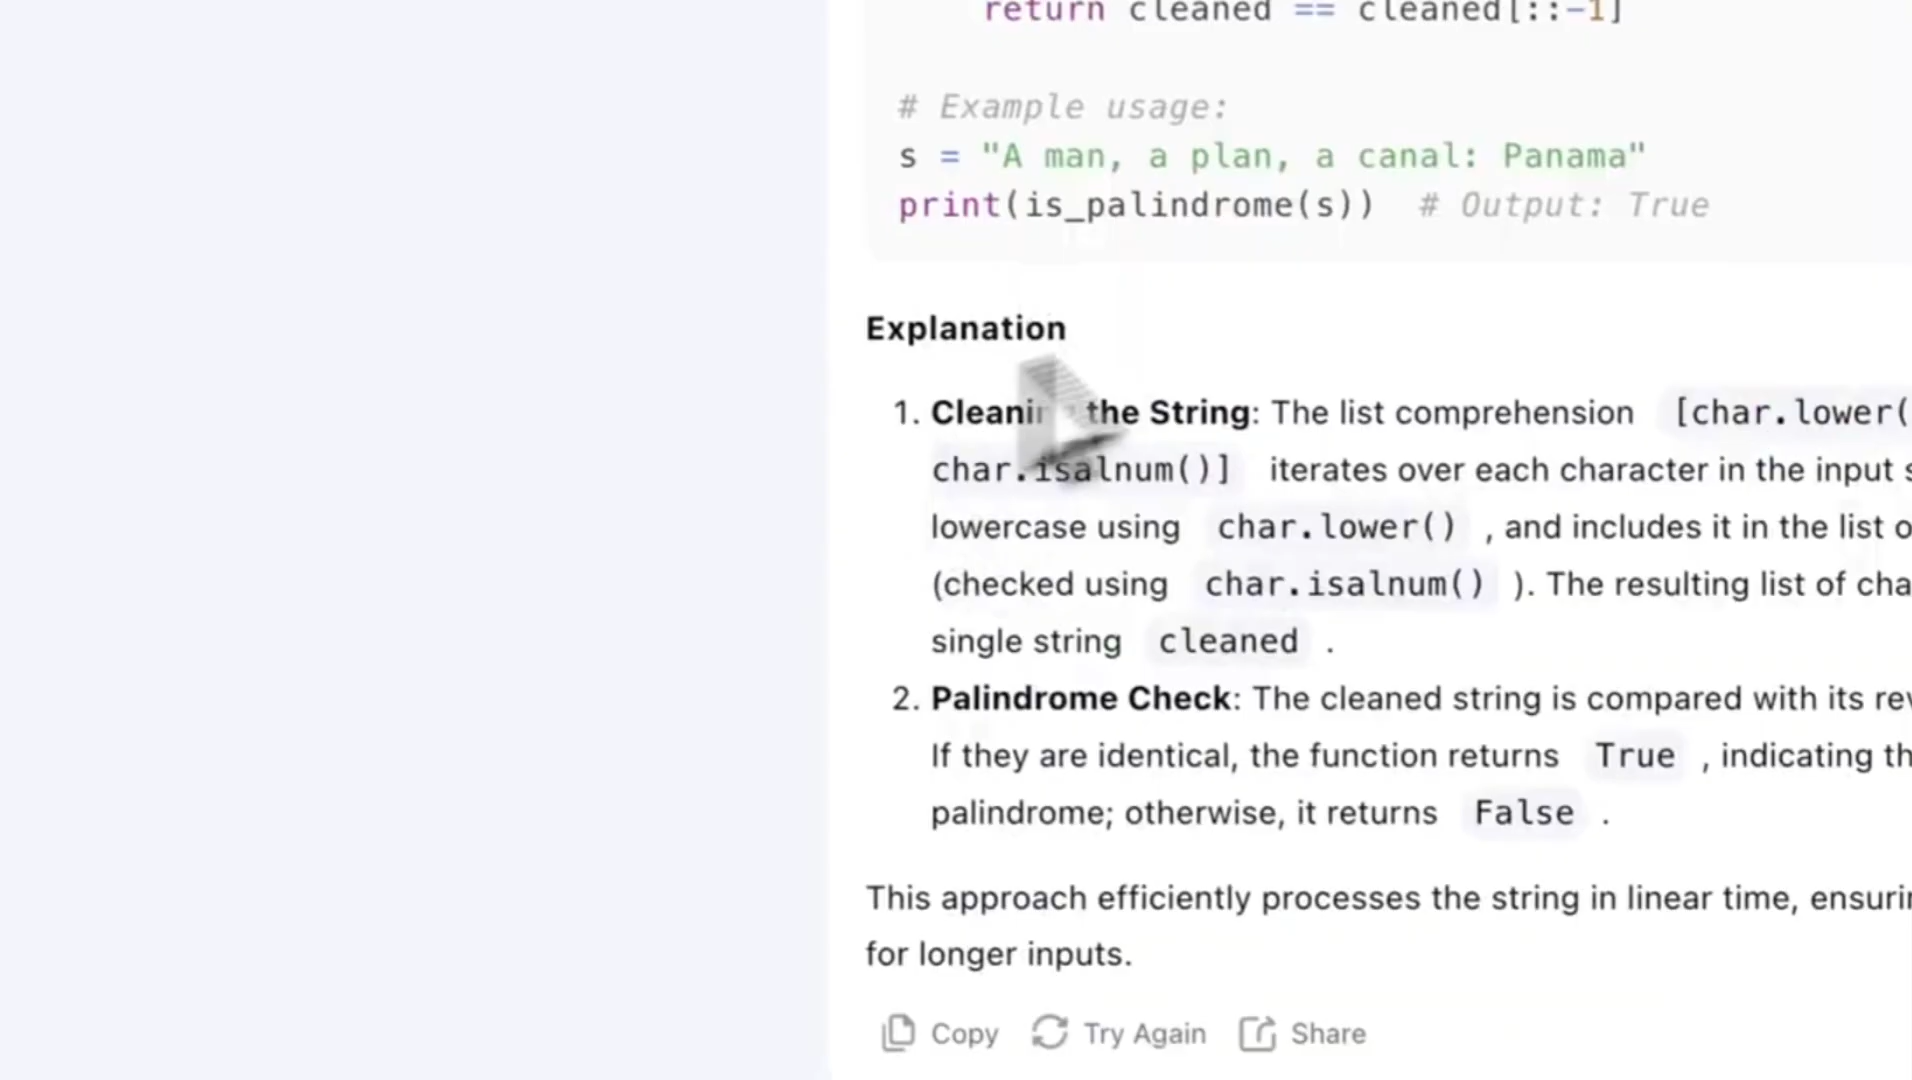 return cleaned == cleaned[::-1]
# Example usage:
s = "A man, a plan, a canal: Panama"
print(is_palindrome(s))  # Output: True
Explanation
1. Cleaning the String: The list comprehension [char.lower(
char.isalnum()] iterates over each character in the input s
lowercase using char.lower() , and includes it in the list o
(checked using char.isalnum() ). The resulting list of cha
single string cleaned .
2. Palindrome Check: The cleaned string is compared with its rev
If they are identical, the function returns True , indicating th
palindrome; otherwise, it returns False .
This approach efficiently processes the string in linear time, ensurin
for longer inputs.
Copy Try Again Share